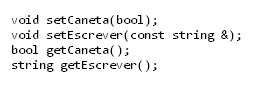 void setCaneta(bool);
void setEscrever(const string &);
bool getCaneta();
string getEscrever();